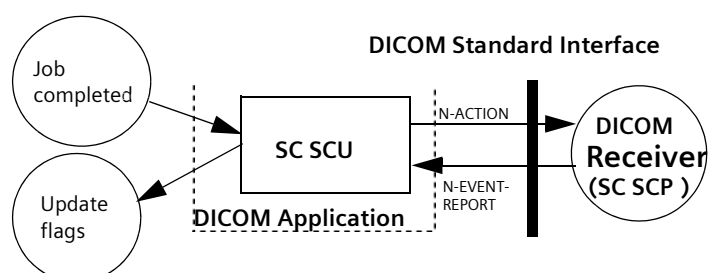 DICOM Standard Interface
Job
completed
SC SCU
N-ACTION
DICOM
Receiver
(SC SCP )
N-EVENT-
REPORT
Update
flags
DICOM Application